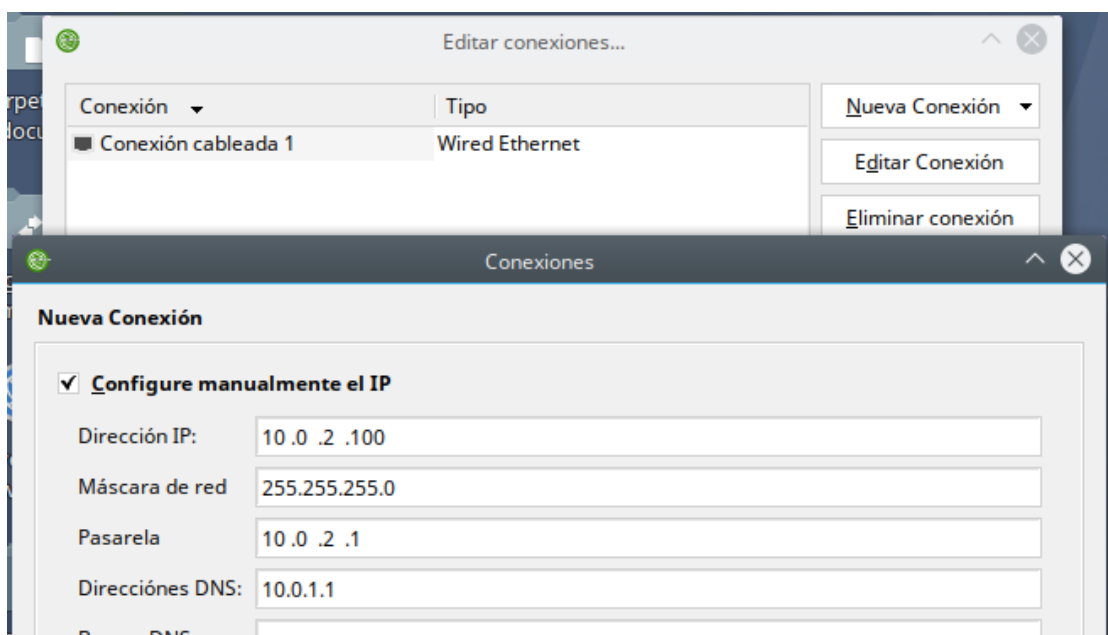 Editar conexiones...
rpet
docu
Conexión Tipo
Nueva Conexión
Conexión cableada 1 Wired Ethernet
Editar Conexión
Eliminar conexión
Conexiones
Nueva Conexión
Configure manualmente el IP
Dirección IP: 10 .0 .2 .100
Máscara de red 255.255.255.0
Pasarela 10 .0 .2 .1
Direcciónes DNS: 10.0.1.1